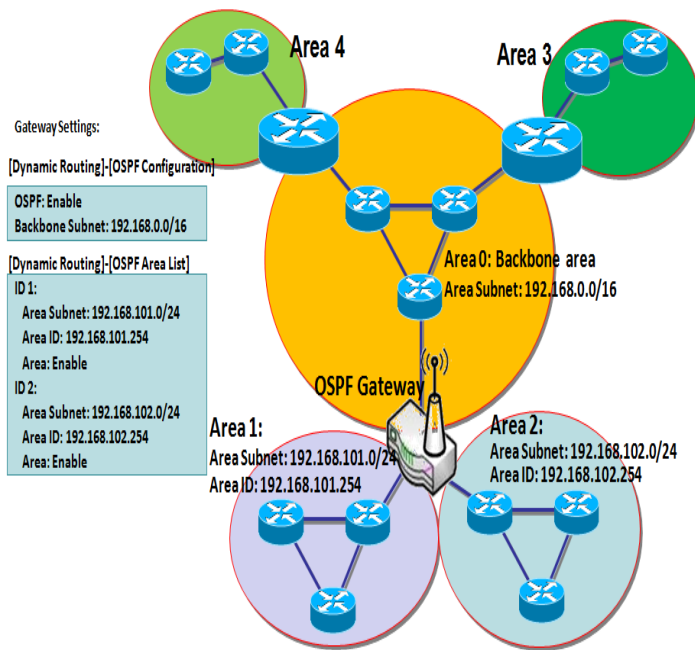 Area 4
Area 3
Gateway Settings:
[Dynamic Routing]-[OSPF Configuration]
OSPF: Enable
Backbone Subnet: 192.168.0.0/16
[Dynamic Routing]-[OSPF Area List]
ID 1:
Area Subnet: 192.168.101.0/24
Area ID: 192.168.101.254
Area: Enable
ID 2:
Area Subnet: 192.168.102.0/24
Area ID: 192.168.102.254
Area: Enable
Area 0: Backbone area
Area Subnet: 192.168.0.0/16
OSPF Gateway
Area 1:
Area Subnet: 192.168.101.0/24
Area ID: 192.168.101.254
Area 2:
Area Subnet: 192.168.102.0/24
Area ID: 192.168.102.254